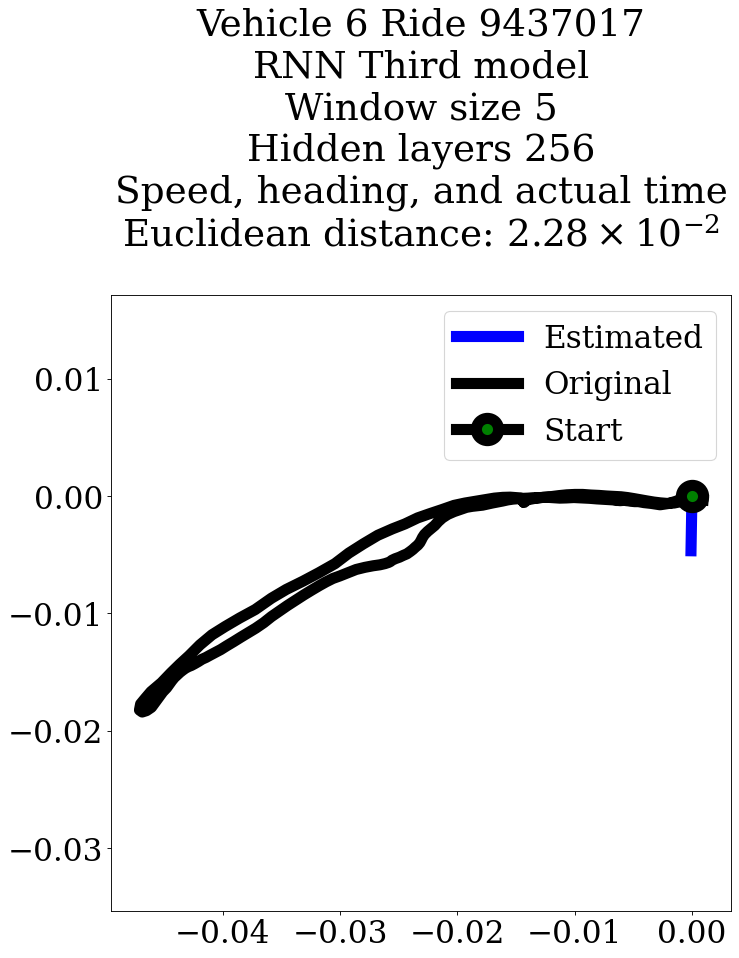 Vehicle 6 Ride 9437017
RNN Third model
Window size 5
Hidden layers 256
Speed, heading, and actual time
Euclidean distance: 2.28 × 10⁻²
Estimated
Original
Start
0.01
0.00
−0.01
−0.02
−0.03
−0.04
−0.03
−0.02
−0.01
0.00